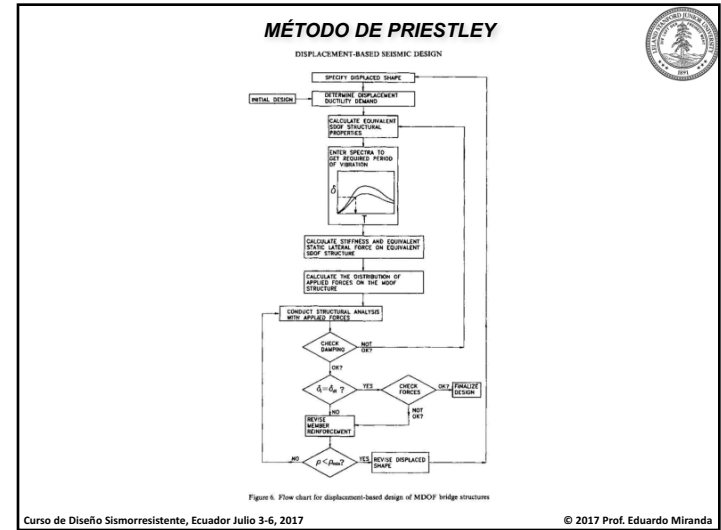 MÉTODO DE PRIESTLEY
DISPLACEMENT-BASED SEISMIC DESIGN
SPECIFY DISPLACED SHAPE
INITIAL DESIGN
DETERMINE DISPLACEMENT
DUCTILITY DEMAND
CALCULATE EQUIVALENT
SDOF STRUCTURAL
PROPERTIES
ENTER SPECTRA TO
GET REQUIRED PERIOD
OF VIBRATION
δ
T
CALCULATE STIFFNESS AND EQUIVALENT
STATIC LATERAL FORCE ON EQUIVALENT
SDOF STRUCTURE
CALCULATE THE DISTRIBUTION OF
APPLIED FORCES ON THE MDOF
STRUCTURE
CONDUCT STRUCTURAL ANALYSIS
WITH APPLIED FORCES
CHECK
DAMPING
NOT
OK?
OK?
δi=δdi ?
YES
CHECK
FORCES
OK?
FINALIZE
DESIGN
NO
NOT
OK?
REVISE
MEMBER
REINFORCEMENT
NO
ρ<ρmin?
YES
REVISE DISPLACED
SHAPE
Figure 6. Flow chart for displacement-based design of MDOF bridge structures
Curso de Diseño Sismorresistente, Ecuador Julio 3-6, 2017
© 2017 Prof. Eduardo Miranda